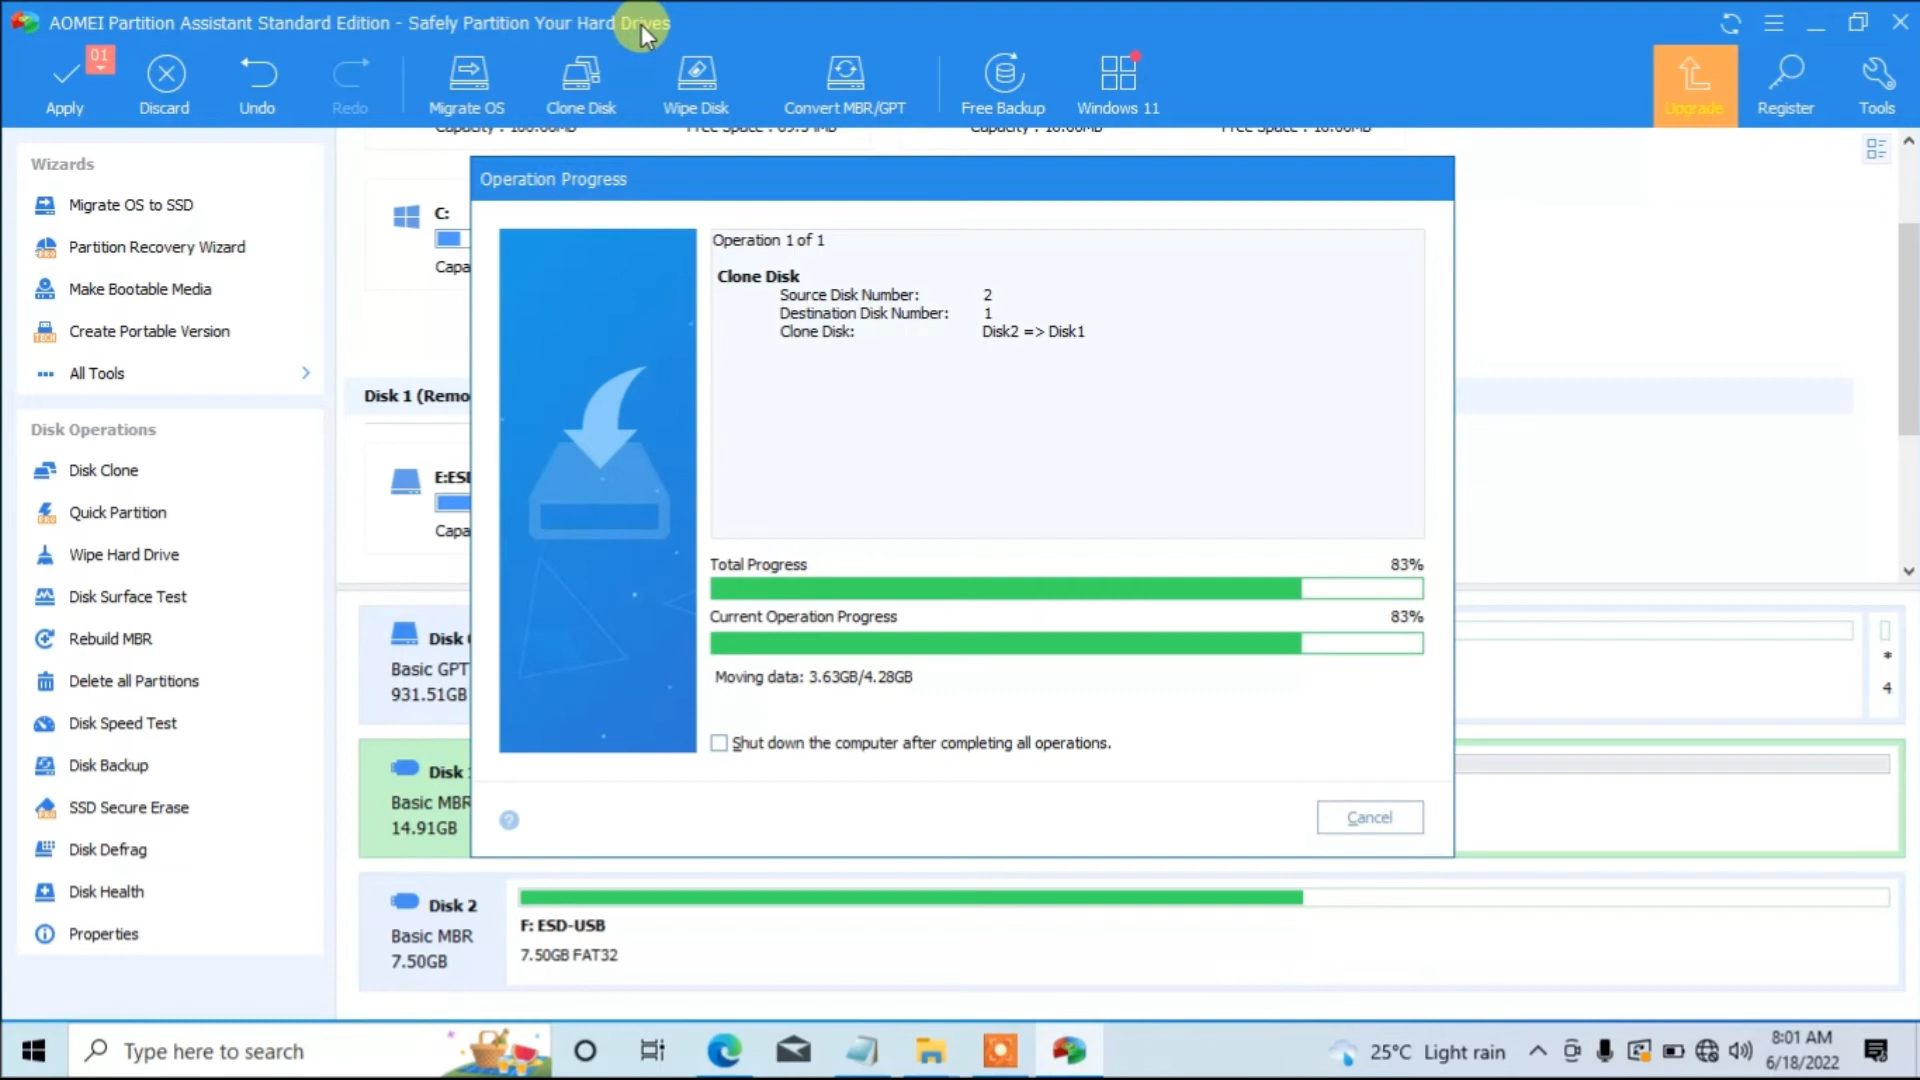 AOMEI Partition Assistant Standard Edition - Safely Partition Your Hard Drives
01
Apply
Discard
Undo
Redo
Migrate OS
Clone Disk
Wipe Disk
Convert MBR/GPT
Free Backup
Windows 11
Upgrade
Register
Tools
Wizards
Migrate OS to SSD
Partition Recovery Wizard
Make Bootable Media
Create Portable Version
All Tools
Disk Operations
Disk Clone
Quick Partition
Wipe Hard Drive
Disk Surface Test
Rebuild MBR
Delete all Partitions
Disk Speed Test
Disk Backup
SSD Secure Erase
Disk Defrag
Disk Health
Properties
C:
Capa
Disk 1 (Remo
E:ESD
Capa
Operation Progress
Operation 1 of 1
Clone Disk
Source Disk Number: 2
Destination Disk Number: 1
Clone Disk: Disk2 => Disk1
Total Progress 83%
Current Operation Progress 83%
Moving data: 3.63GB/4.28GB
Shut down the computer after completing all operations.
Cancel
Disk
Basic GPT
931.51GB
*
4
Disk
Basic MBR
14.91GB
Disk 2
Basic MBR
7.50GB
F: ESD-USB
7.50GB FAT32
Type here to search
25°C Light rain
8:01 AM
6/18/2022